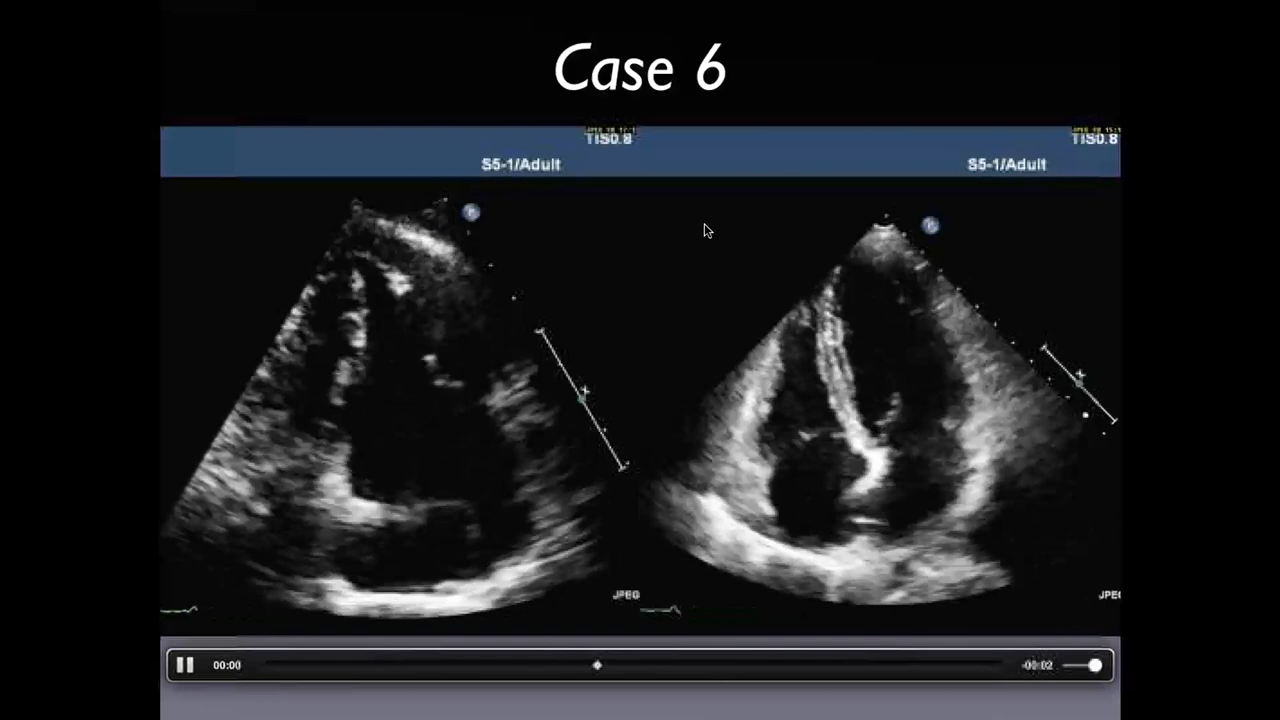 Case 6
TIS0.8
TIS0.8
S5-1/Adult
S5-1/Adult
JPEG
JPEG
00:00
-00:02